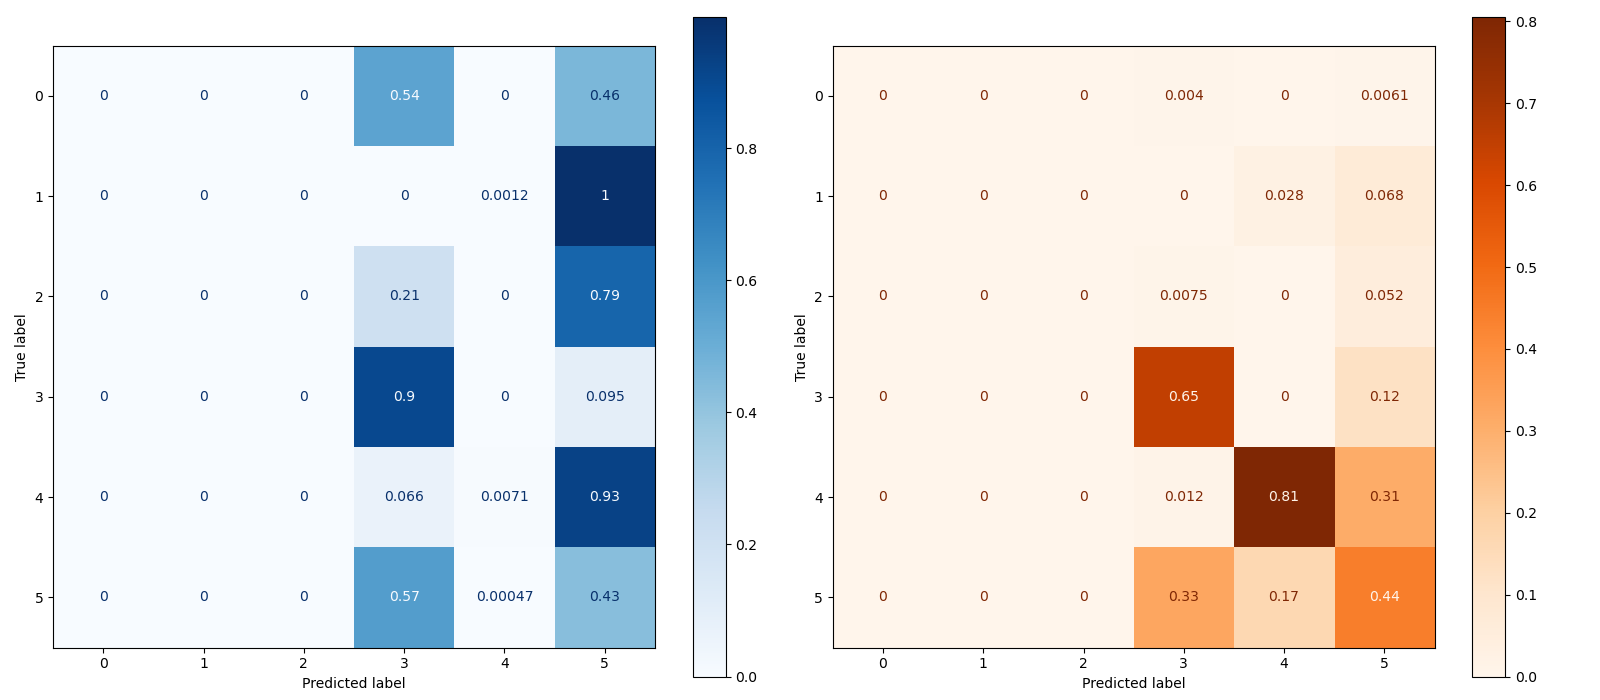 0 0 0 0 0.54 0 0.46
1 0 0 0 0 0.0012 1
2 0 0 0 0.21 0 0.79
3 0 0 0 0.9 0 0.095
4 0 0 0 0.066 0.0071 0.93
5 0 0 0 0.57 0.00047 0.43
0 1 2 3 4 5
Predicted label
True label
0.8
0.6
0.4
0.2
0.0
0 0 0 0 0.004 0 0.0061
1 0 0 0 0 0.028 0.068
2 0 0 0 0.0075 0 0.052
3 0 0 0 0.65 0 0.12
4 0 0 0 0.012 0.81 0.31
5 0 0 0 0.33 0.17 0.44
0 1 2 3 4 5
Predicted label
True label
0.8
0.7
0.6
0.5
0.4
0.3
0.2
0.1
0.0